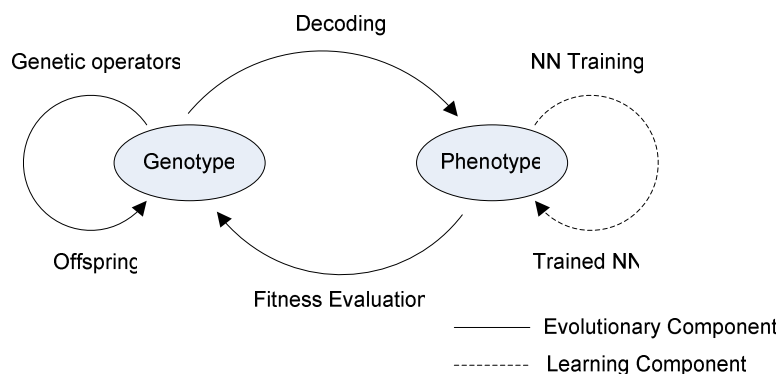 Decoding
Genetic operators
NN Training
Genotype
Phenotype
Offspring
Trained NN
Fitness Evaluation
Evolutionary Component
Learning Component